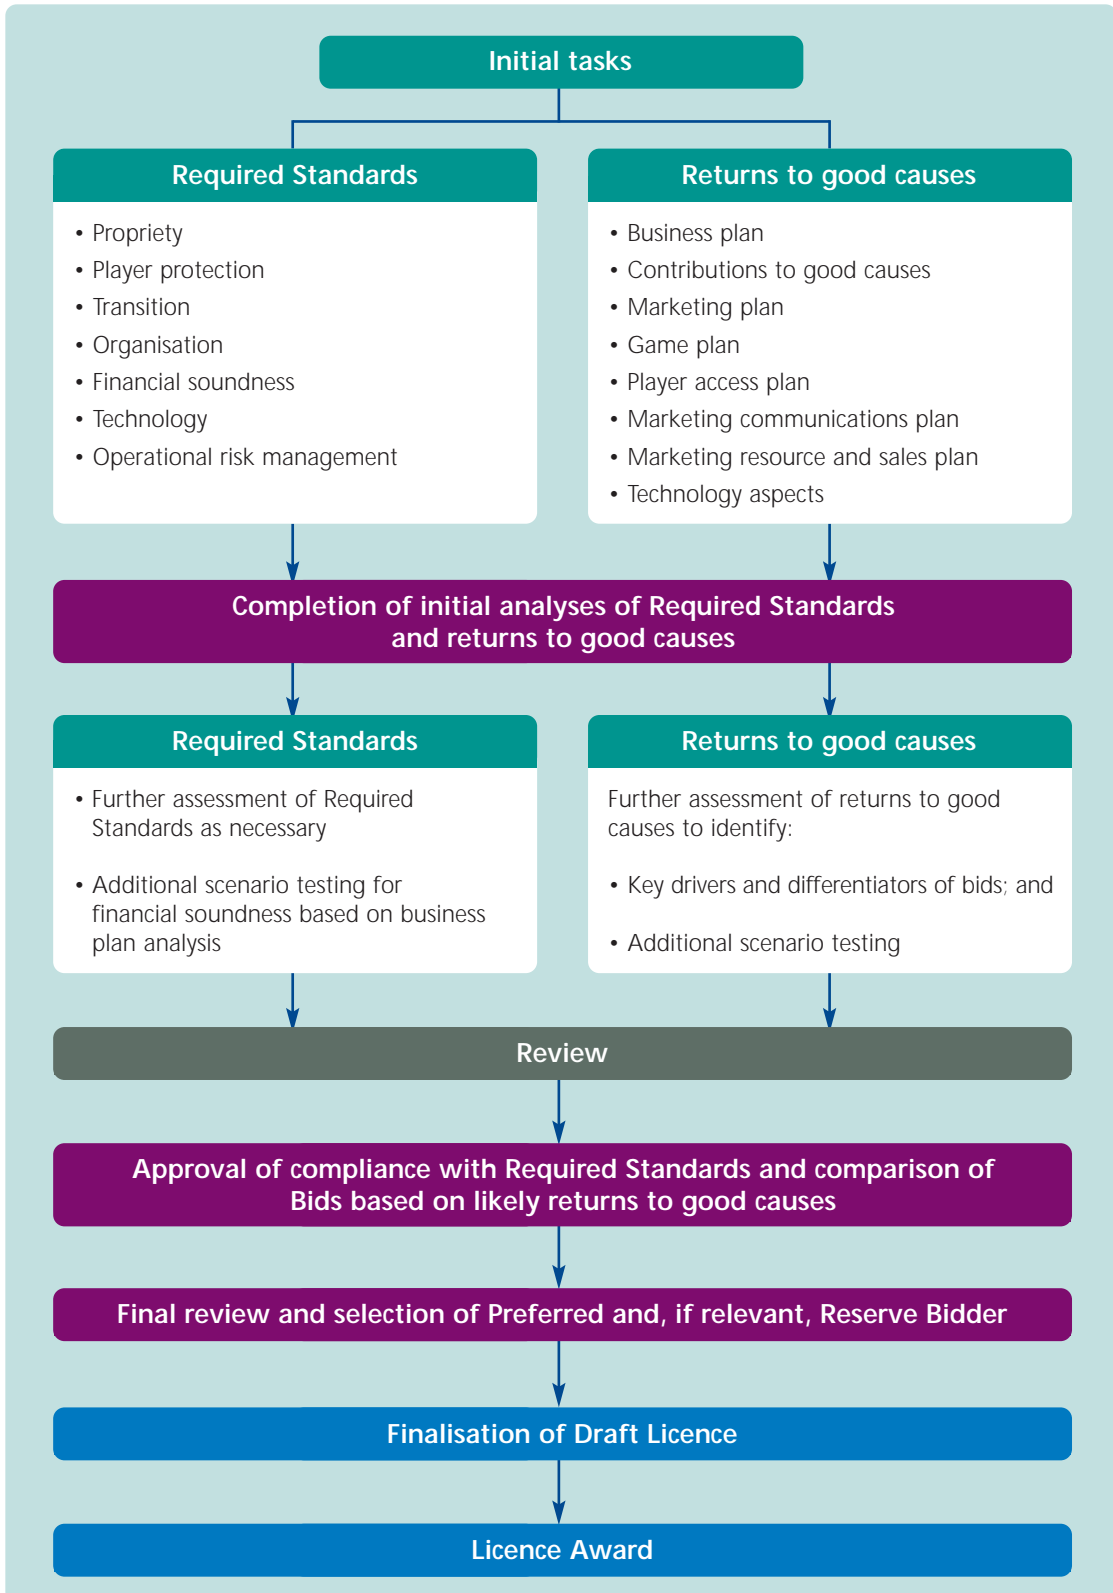 Initial tasks
Required Standards
• Propriety
• Player protection
• Transition
• Organisation
• Financial soundness
• Technology
• Operational risk management
Returns to good causes
• Business plan
• Contributions to good causes
• Marketing plan
• Game plan
• Player access plan
• Marketing communications plan
• Marketing resource and sales plan
• Technology aspects
Completion of initial analyses of Required Standards
and returns to good causes
Required Standards
• Further assessment of Required
Standards as necessary
• Additional scenario testing for
financial soundness based on business
plan analysis
Returns to good causes
Further assessment of returns to good
causes to identify:
• Key drivers and differentiators of bids; and
• Additional scenario testing
Review
Approval of compliance with Required Standards and comparison of
Bids based on likely returns to good causes
Final review and selection of Preferred and, if relevant, Reserve Bidder
Finalisation of Draft Licence
Licence Award